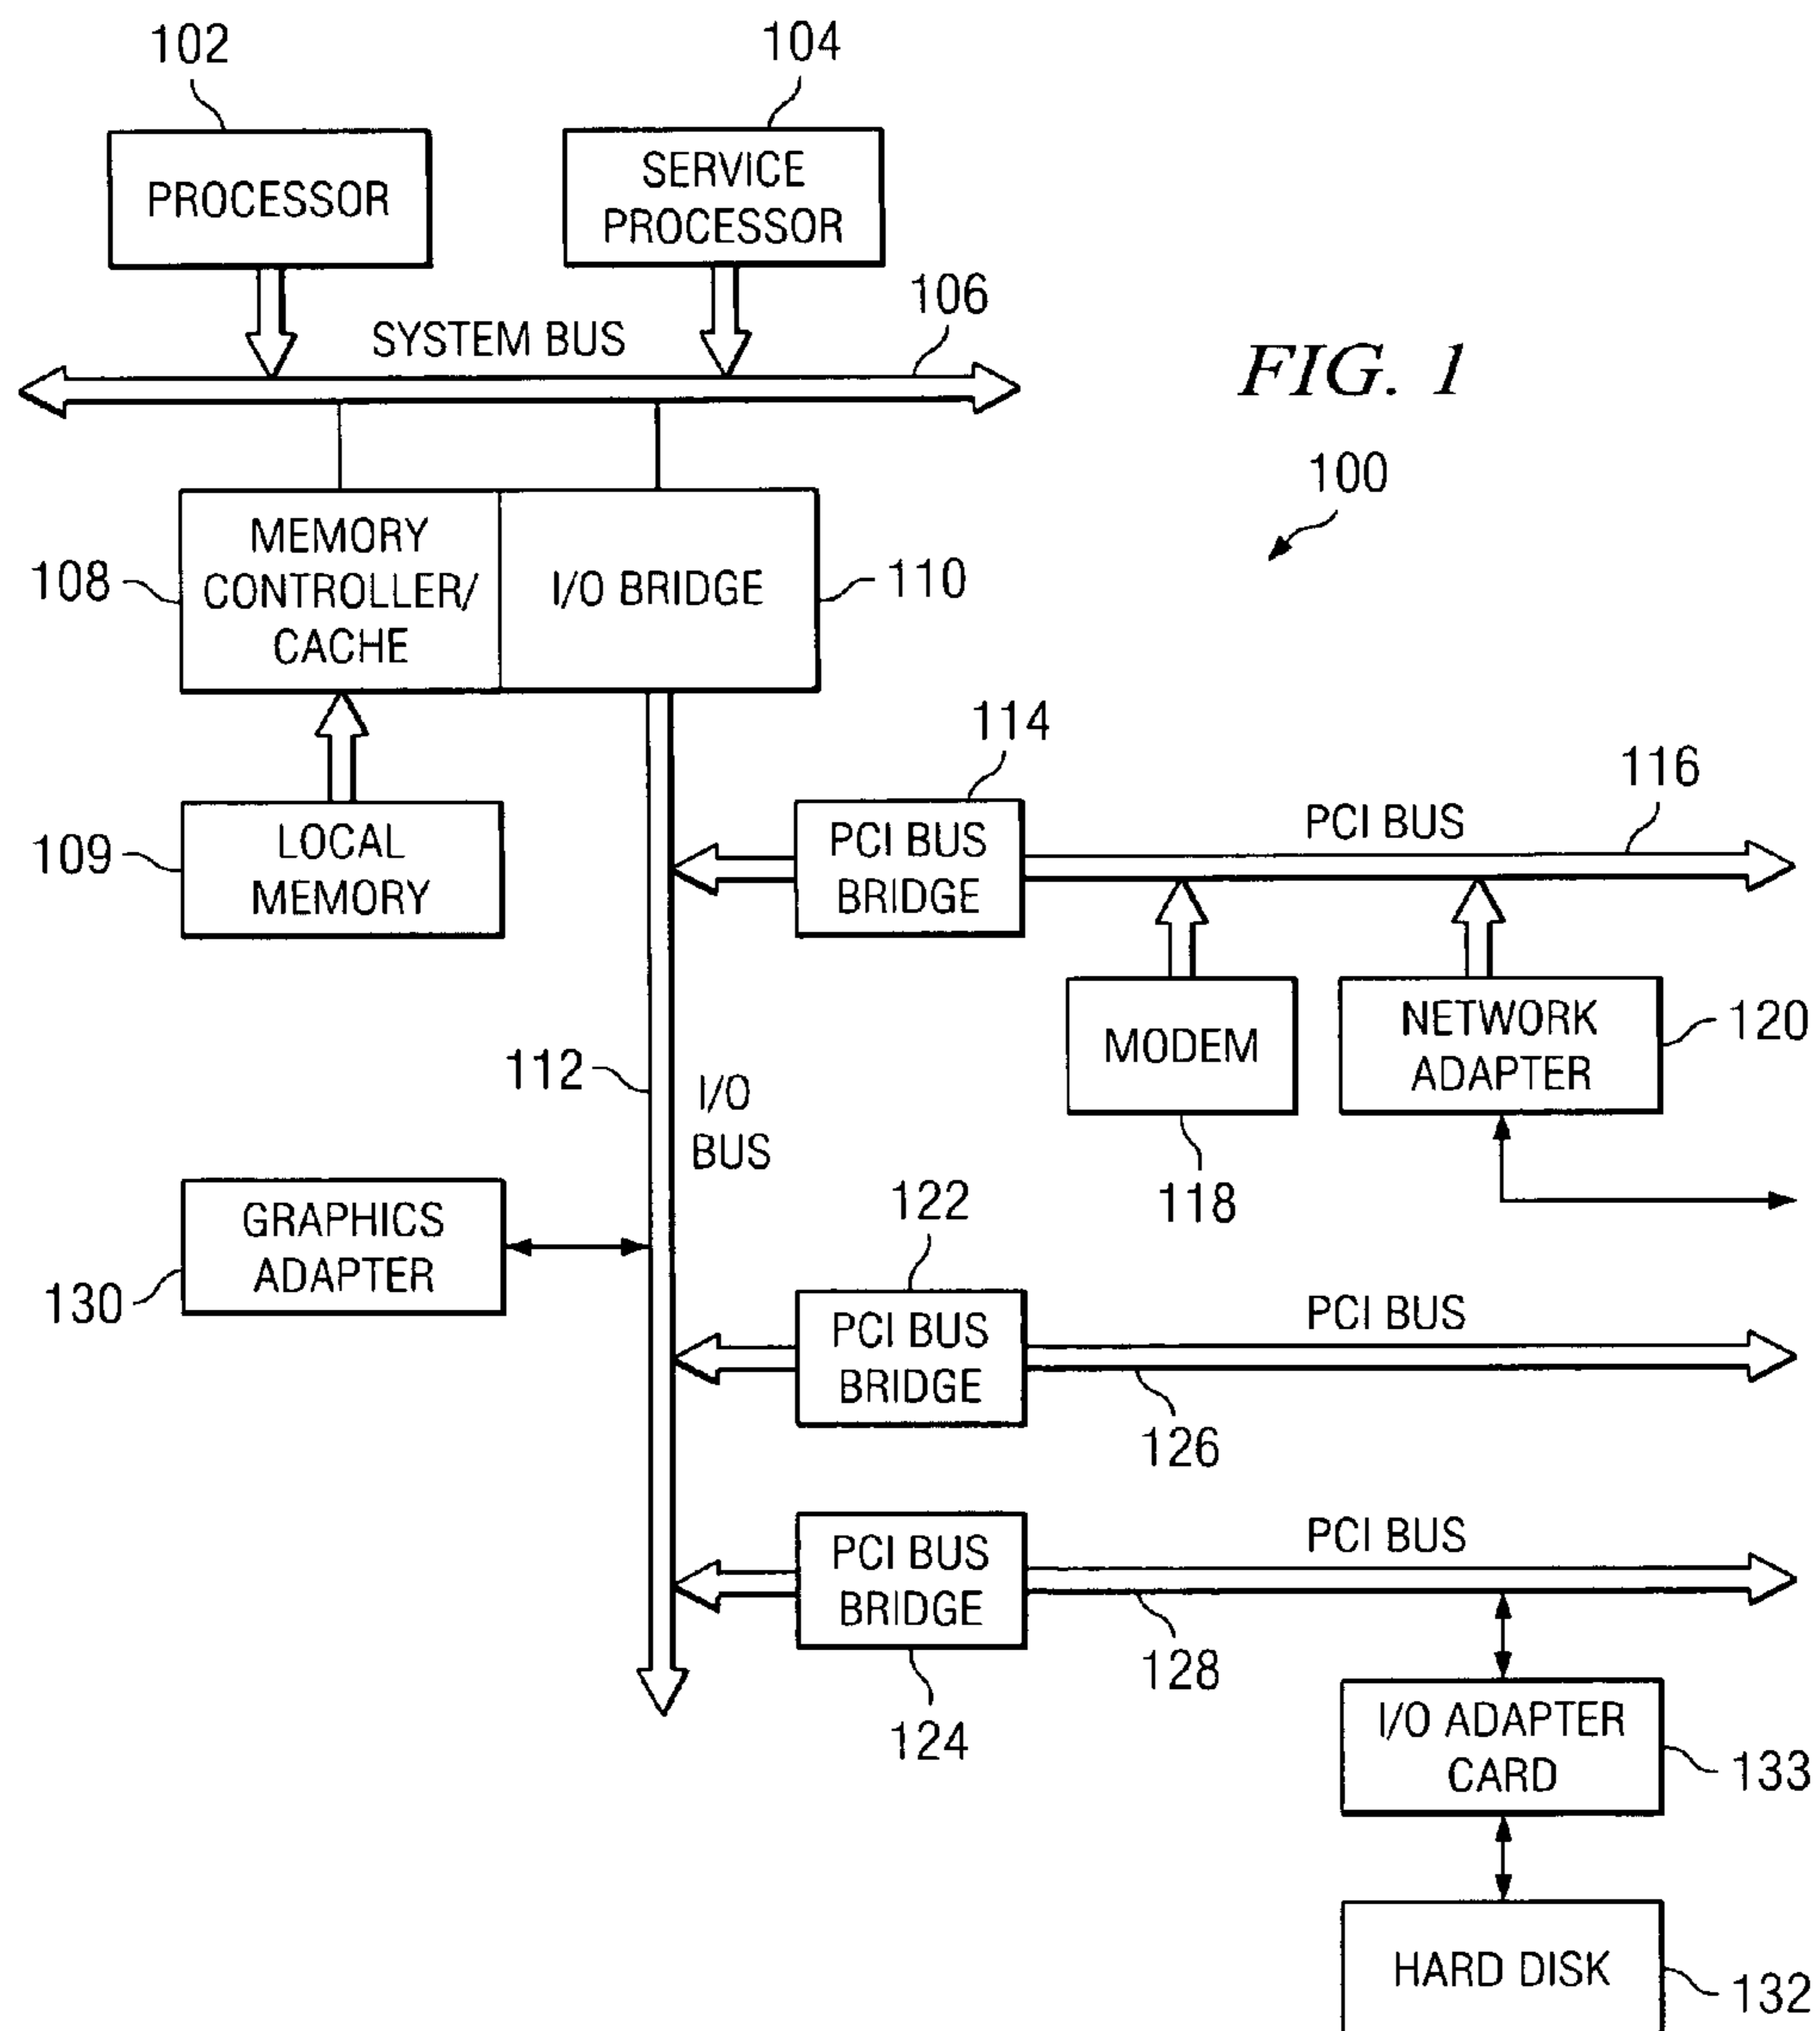 102
104
PROCESSOR
SERVICE
PROCESSOR
106
SYSTEM BUS
FIG. 1
100
108
MEMORY
CONTROLLER/
CACHE
I/O BRIDGE
110
114
116
109
LOCAL
MEMORY
PCI BUS
BRIDGE
PCI BUS
MODEM
NETWORK
ADAPTER
120
112
I/O
BUS
118
GRAPHICS
ADAPTER
130
122
PCI BUS
BRIDGE
PCI BUS
126
PCI BUS
BRIDGE
PCI BUS
128
124
I/O ADAPTER
CARD
133
HARD DISK
132